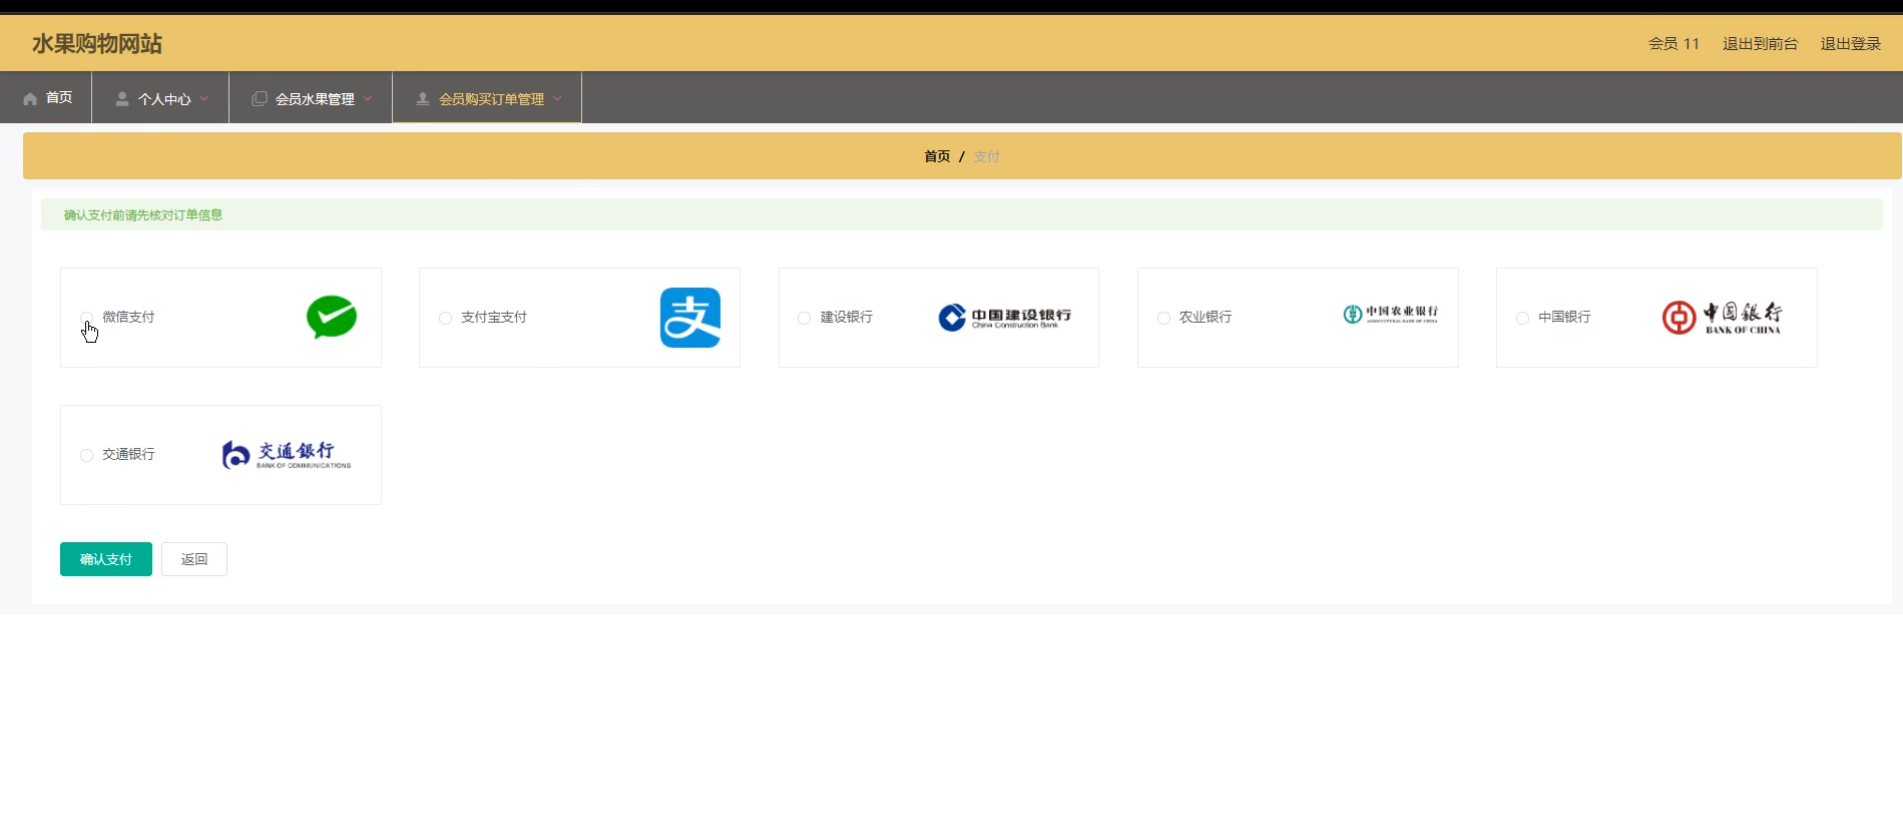 水果购物网站
会员 11 退出到前台 退出登录
首页 个人中心 会员水果管理 会员购买订单管理
首页 / 支付
确认支付前请先核对订单信息
微信支付
支付宝支付 支
建设银行 中国建设银行
China Construction Bank
农业银行 中国农业银行
AGRICULTURAL BANK OF CHINA
中国银行 中国銀行
BANK OF CHINA
交通银行 交通銀行
BANK OF COMMUNICATIONS
确认支付 返回